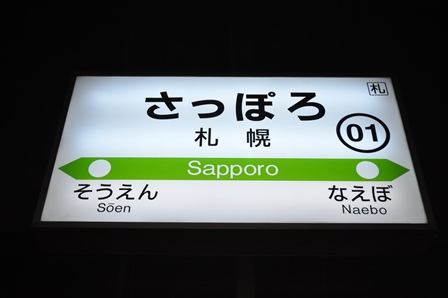 札
さっぽろ
札幌
01
Sapporo
そうえん
Sōen
なえぼ
Naebo